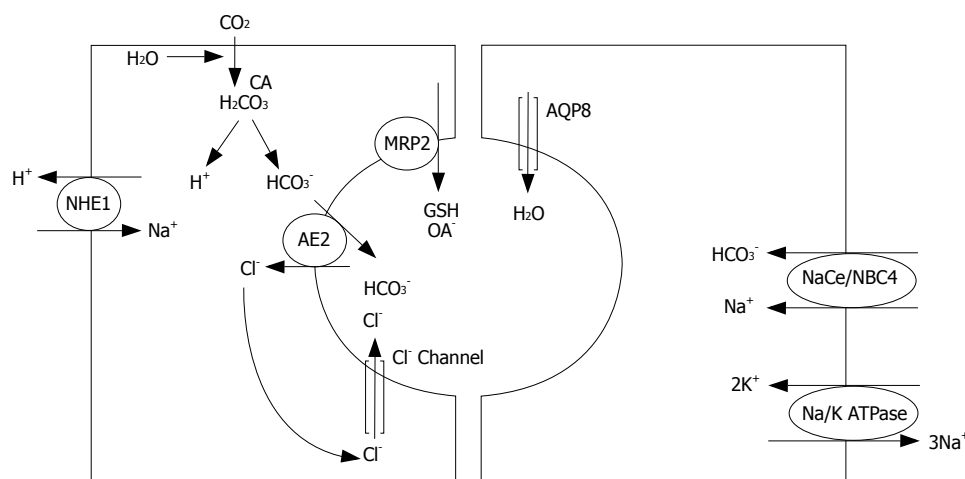 CO₂
H₂O
CA
H₂CO₃
AQP8
MRP2
H⁺
H⁺
HCO₃⁻
NHE1
GSH
OA⁻
H₂O
Na⁺
AE2
Cl⁻
HCO₃⁻
HCO₃⁻
NaCe/NBC4
Na⁺
Cl⁻
Cl⁻ Channel
2K⁺
Na/K ATPase
3Na⁺
Cl⁻